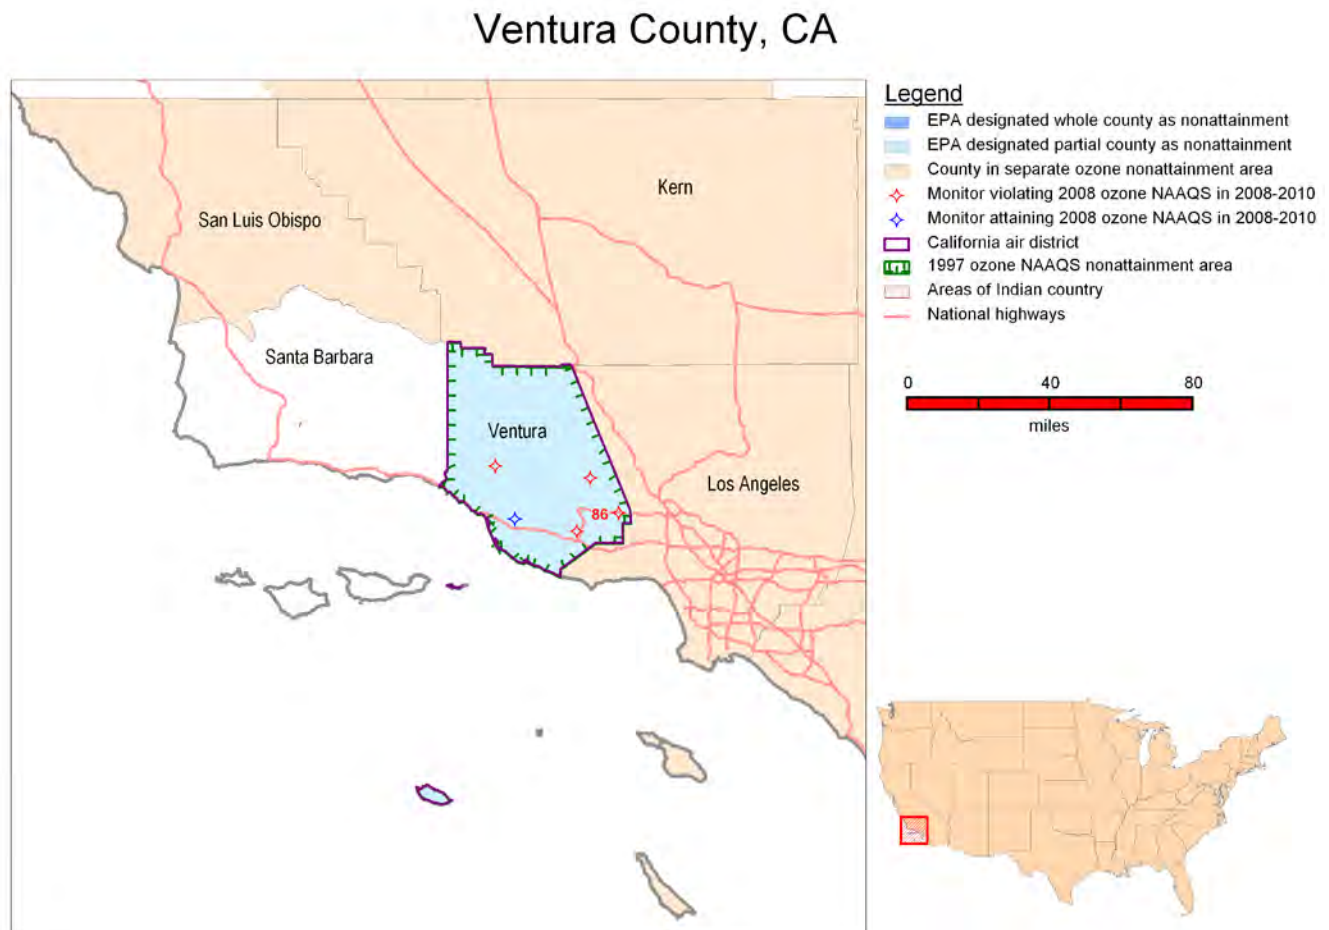 Ventura County, CA
Legend
EPA designated whole county as nonattainment
EPA designated partial county as nonattainment
County in separate ozone nonattainment area
Monitor violating 2008 ozone NAAQS in 2008-2010
Monitor attaining 2008 ozone NAAQS in 2008-2010
California air district
1997 ozone NAAQS nonattainment area
Areas of Indian country
National highways
0 40 80
miles
Kern
San Luis Obispo
Santa Barbara
Ventura
Los Angeles
86